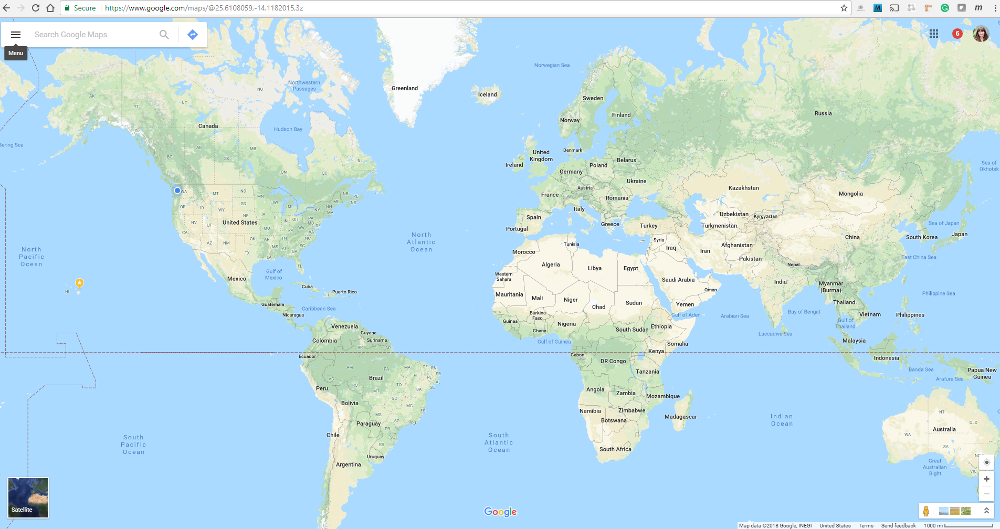 Secure
https://www.google.com/maps/@25.6108059,-14.1182015,3z
M
m
Search Google Maps
6
Menu
Norwegian Sea
Greenland
Northwestern
Passages
NU
Iceland
AK
Sweden
NT
YT
Finland
Russia
Norway
Canada
Hudson Bay
Bering Sea
AB
MB
Denmark
BC
SK
United
Kingdom
NL
Belarus
Ireland
Poland
Sea of
Okhotsk
ON
QC
Germany
Ukraine
Austria
Kazakhstan
WA
MT
ND
NB
PE
MN
France
Mongolia
Romania
SD
WI
NS
OR
ID
WY
MI
NH
Italy
NY
MA
NE
IA
Uzbekistan
Kyrgyzstan
Spain
PA
IL
IN
OH
NV
UT
United States
MD
DE
Greece
Turkey
Turkmenistan
Sea of Japan
Portugal
MO
KY
WV
CA
VA
Japan
North
Atlantic
Ocean
China
South Korea
OK
AR
TN
NC
Syria
AZ
NM
Tunisia
Afghanistan
MS
AL
SC
Iraq
Iran
North
Pacific
Ocean
TX
GA
Morocco
LA
Pakistan
East China Sea
FL
Algeria
Libya
Egypt
Nepal
Gulf of
Mexico
Western
Sahara
Mexico
Saudi Arabia
India
Myanmar
(Burma)
Cuba
Oman
HI
Puerto Rico
Mauritania
Philippine Sea
Mali
Niger
Chad
Sudan
Guatemala
Yemen
Thailand
Caribbean Sea
Burkina
Faso
Bay of Bengal
Nicaragua
Gulf of Aden
Arabian Sea
Vietnam
Philippines
Guinea
Nigeria
Gulf of
Thailand
Venezuela
Ghana
South Sudan
Ethiopia
Guyana
Laccadive Sea
Colombia
Suriname
Gulf of Guinea
Somalia
Malaysia
RR
AP
Kenya
Ecuador
Gabon
DR Congo
Indonesia
AM
PA
MA
CE
RN
PB
Tanzania
Banda Sea
Papua New
Guinea
AC
Brazil
PI
PE
Arafura Sea
RO
TO
AL
SE
Peru
MT
BA
Angola
Zambia
Mozambique
GO
Bolivia
MG
Namibia
Zimbabwe
ES
NT
MS
Madagascar
Indian
Ocean
Botswana
SP
RJ
QLD
Paraguay
PR
Australia
Chile
SC
WA
South
Pacific
Ocean
South
Atlantic
Ocean
RS
SA
South Africa
Uruguay
NS
Argentina
Great
Australian
Bight
VIC
Satellite
Google
Map data ©2018 Google, INEGI
United States
Terms
Send feedback
1000 mi